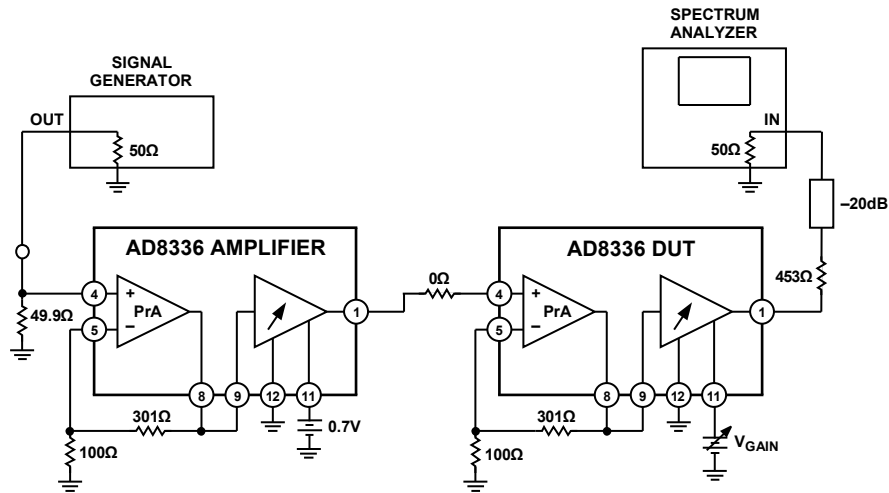 SPECTRUM
ANALYZER
SIGNAL
GENERATOR
OUT
50Ω
IN
50Ω
–20dB
AD8336 AMPLIFIER
AD8336 DUT
453Ω
0Ω
4
+
PrA
5
–
1
49.9Ω
4
+
PrA
5
–
1
8
9
12
11
8
9
12
11
301Ω
0.7V
100Ω
301Ω
VGAIN
100Ω